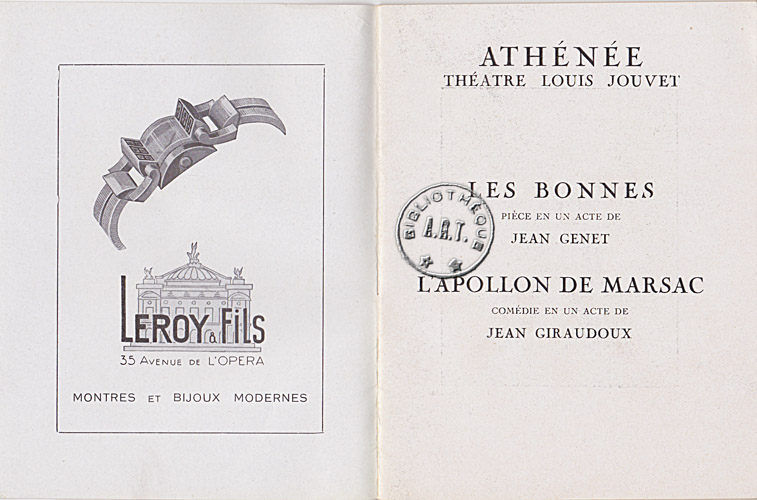 LEROY & FILS
35 AVENUE DE L'OPERA
MONTRES ET BIJOUX MODERNES
ATHÉNÉE
THÉATRE LOUIS JOUVET
LES BONNES
PIÈCE EN UN ACTE DE
JEAN GENET
BIBLIOTHÈQUE
A.R.T.
L'APOLLON DE MARSAC
COMÉDIE EN UN ACTE DE
JEAN GIRAUDOUX